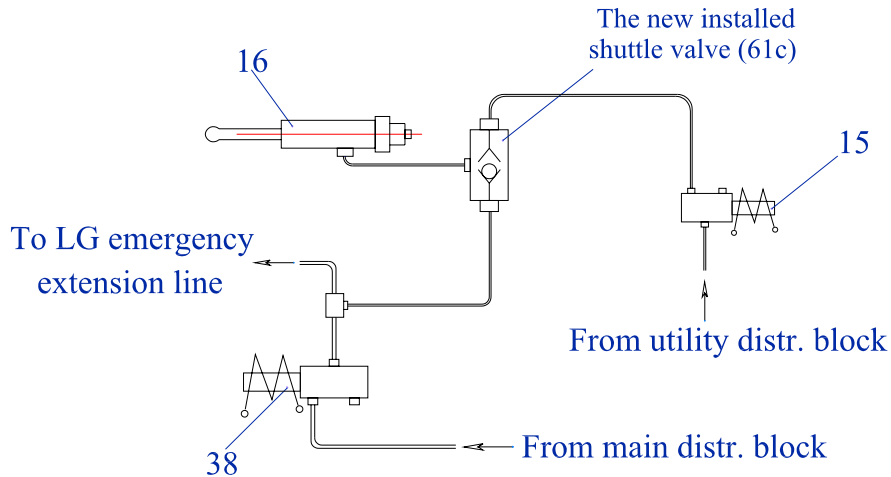 The new installed
shuttle valve (61c)
16
15
To LG emergency
extension line
From utility distr. block
From main distr. block
38